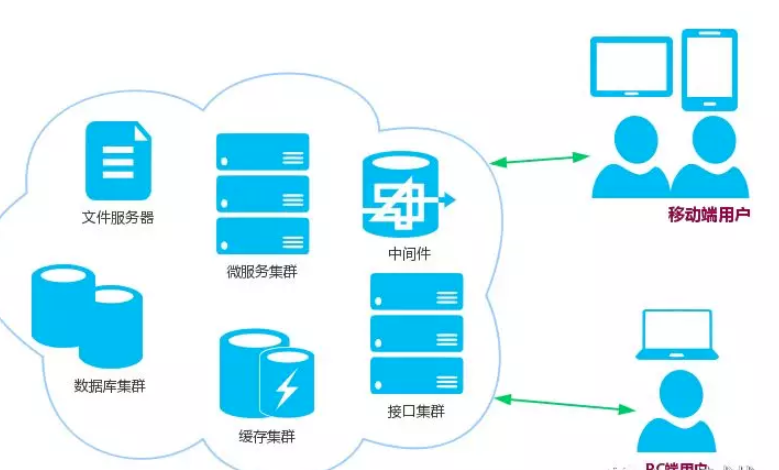 文件服务器
微服务集群
中间件
移动端用户
数据库集群
缓存集群
接口集群
PC端用户